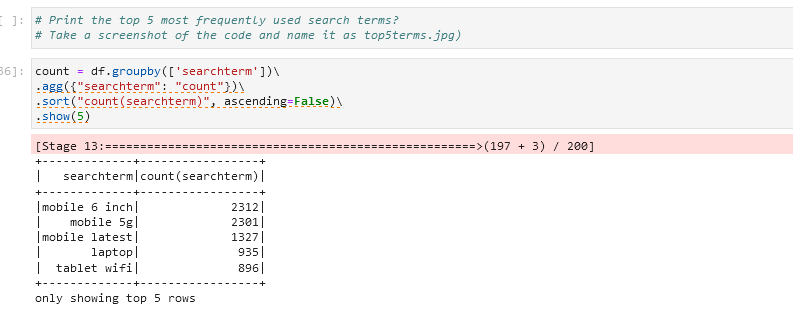 [ ]: # Print the top 5 most frequently used search terms?
# Take a screenshot of the code and name it as top5terms.jpg)
36]: count = df.groupby(['searchterm'])\
.agg({"searchterm": "count"})\
.sort("count(searchterm)", ascending=False)\
.show(5)
[Stage 13:====================================================>(197 + 3) / 200]
+-------------+-----------------+
|   searchterm|count(searchterm)|
+-------------+-----------------+
|mobile 6 inch|             2312|
|    mobile 5g|             2301|
|mobile latest|             1327|
|       laptop|              935|
|  tablet wifi|              896|
+-------------+-----------------+
only showing top 5 rows